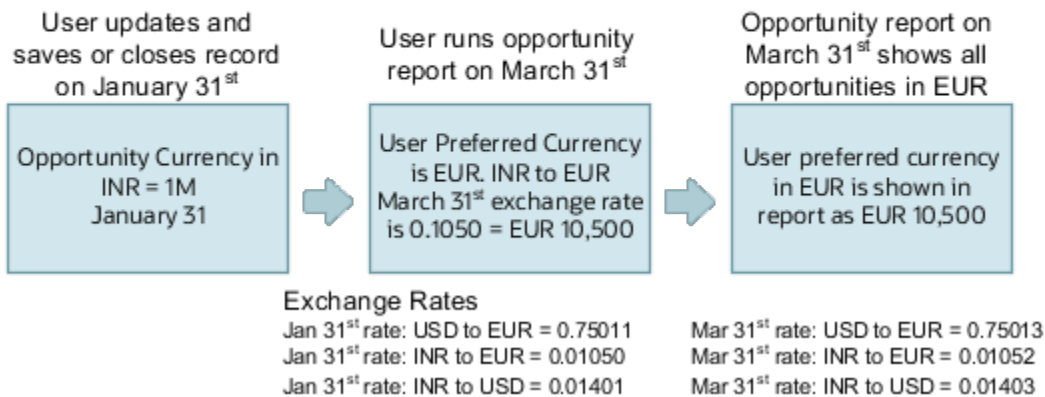 User updates and
saves or closes record
on January 31st
Opportunity Currency in
INR = 1M
January 31
User runs opportunity
report on March 31st
User Preferred Currency
is EUR. INR to EUR
March 31st exchange rate
is 0.1050 = EUR 10,500
Opportunity report on
March 31st shows all
opportunities in EUR
User preferred currency
in EUR is shown in
report as EUR 10,500
Exchange Rates
Jan 31st rate: USD to EUR = 0.75011
Jan 31st rate: INR to EUR = 0.01050
Jan 31st rate: INR to USD = 0.01401
Mar 31st rate: USD to EUR = 0.75013
Mar 31st rate: INR to EUR = 0.01052
Mar 31st rate: INR to USD = 0.01403